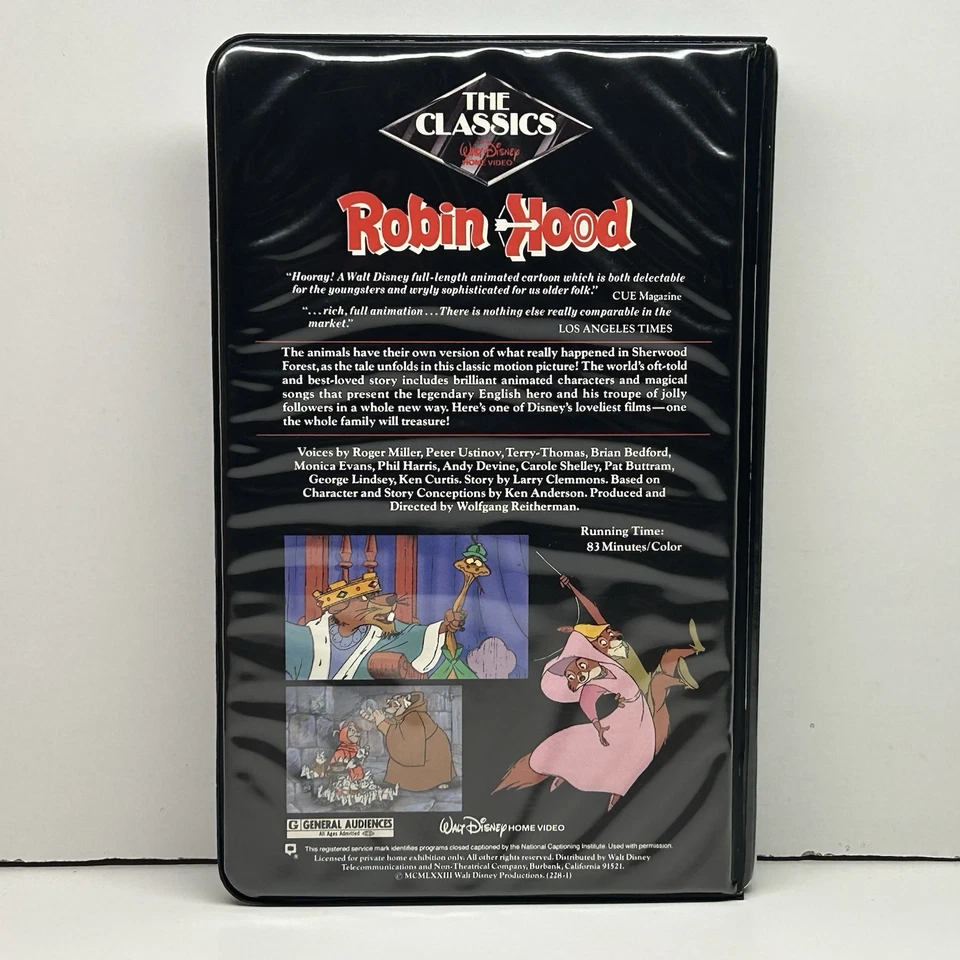 THE
CLASSICS
Walt Disney
HOME VIDEO
Robin Hood
“Hooray! A Walt Disney full-length animated cartoon which is both delectable
for the youngsters and wryly sophisticated for us older folk.”
CUE Magazine
“...rich, full animation...There is nothing else really comparable in the
market.”
LOS ANGELES TIMES
The animals have their own version of what really happened in Sherwood
Forest, as the tale unfolds in this classic motion picture! The world’s oft-told
and best-loved story includes brilliant animated characters and magical
songs that present the legendary English hero and his troupe of jolly
followers in a whole new way. Here’s one of Disney’s loveliest films—one
the whole family will treasure!
Voices by Roger Miller, Peter Ustinov, Terry-Thomas, Brian Bedford,
Monica Evans, Phil Harris, Andy Devine, Carole Shelley, Pat Buttram,
George Lindsey, Ken Curtis. Story by Larry Clemmons. Based on
Character and Story Conceptions by Ken Anderson. Produced and
Directed by Wolfgang Reitherman.
Running Time:
83 Minutes/Color
G GENERAL AUDIENCES
All Ages Admitted
Walt Disney HOME VIDEO
This registered service mark identifies programs closed captioned by the National Captioning Institute. Used with permission.
Licensed for private home exhibition only. All other rights reserved. Distributed by Walt Disney
Telecommunications and Non-Theatrical Company, Burbank, California 91521.
© MCMLXXIII Walt Disney Productions. (228-1)